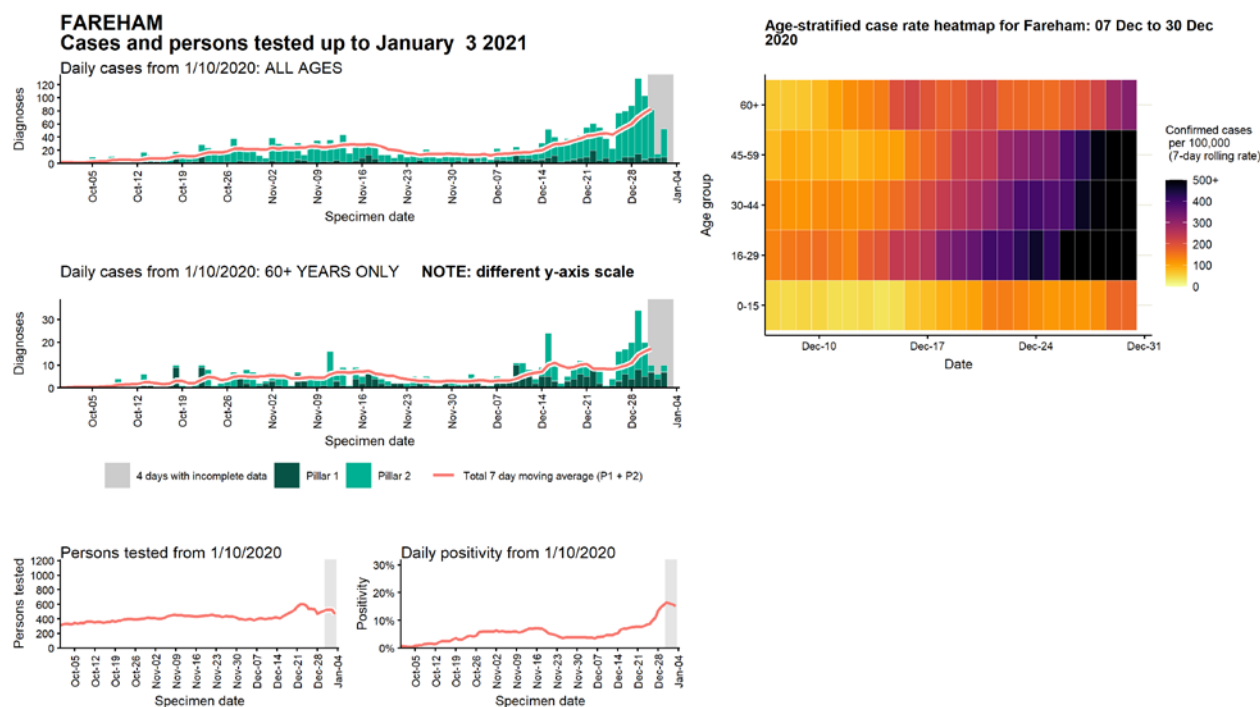 FAREHAM
Cases and persons tested up to January 3 2021
Daily cases from 1/10/2020: ALL AGES
Diagnoses
120
100
80
60
40
20
0
Oct-05
Oct-12
Oct-19
Oct-26
Nov-02
Nov-09
Nov-16
Nov-23
Nov-30
Dec-07
Dec-14
Dec-21
Dec-28
Jan-04
Specimen date
Daily cases from 1/10/2020: 60+ YEARS ONLY NOTE: different y-axis scale
Diagnoses
30
20
10
0
Oct-05
Oct-12
Oct-19
Oct-26
Nov-02
Nov-09
Nov-16
Nov-23
Nov-30
Dec-07
Dec-14
Dec-21
Dec-28
Jan-04
Specimen date
4 days with incomplete data
Pillar 1
Pillar 2
Total 7 day moving average (P1 + P2)
Persons tested from 1/10/2020
Persons tested
1200
1000
800
600
400
200
0
Oct-05
Oct-12
Oct-19
Oct-26
Nov-02
Nov-09
Nov-16
Nov-23
Nov-30
Dec-07
Dec-14
Dec-21
Dec-28
Jan-04
Specimen date
Daily positivity from 1/10/2020
Positivity
30%
20%
10%
0%
Oct-05
Oct-12
Oct-19
Oct-26
Nov-02
Nov-09
Nov-16
Nov-23
Nov-30
Dec-07
Dec-14
Dec-21
Dec-28
Jan-04
Specimen date
Age-stratified case rate heatmap for Fareham: 07 Dec to 30 Dec
2020
Age group
60+
45-59
30-44
16-29
0-15
Dec-10
Dec-17
Dec-24
Dec-31
Date
Confirmed cases
per 100,000
(7-day rolling rate)
500+
400
300
200
100
0